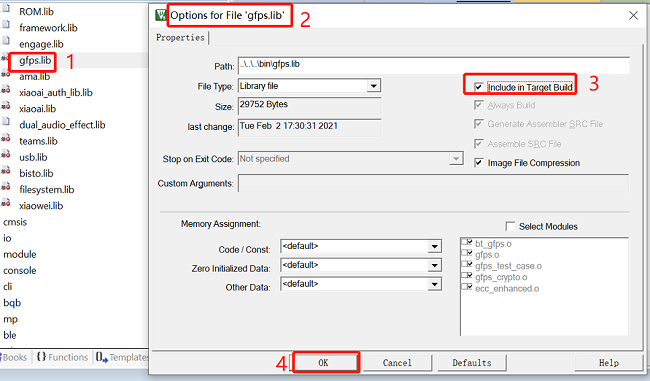 ROM.lib
framework.lib
engage.lib
gfps.lib
1
ama.lib
xiaoai_auth_lib.lib
xiaoai.lib
dual_audio_effect.lib
teams.lib
usb.lib
bisto.lib
filesystem.lib
xiaowei.lib
cmsis
io
module
console
cli
bqb
mp
ble
Books
{} Functions
0→ Templates
Options for File 'gfps.lib'
2
Properties
Path: ..\..\..\bin\gfps.lib
File Type: Library file
Size: 29752 Bytes
last change: Tue Feb 2 17:30:31 2021
Stop on Exit Code: Not specified
Custom Arguments:
Include in Target Build
3
Always Build
Generate Assembler SRC File
Assemble SRC File
Image File Compression
Memory Assignment:
Code / Const: <default>
Zero Initialized Data: <default>
Other Data: <default>
Select Modules
bt_gfps.o
gfps.o
gfps_test_case.o
gfps_crypto.o
ecc_enhanced.o
4
OK
Cancel
Defaults
Help